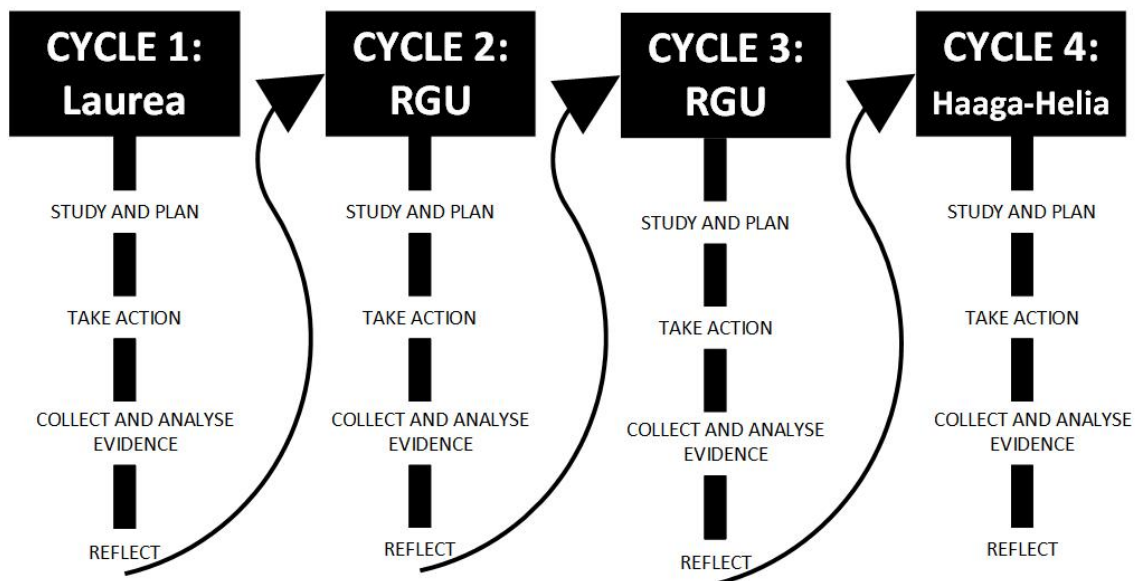 CYCLE 1:
Laurea
STUDY AND PLAN
TAKE ACTION
COLLECT AND ANALYSE
EVIDENCE
REFLECT
CYCLE 2:
RGU
STUDY AND PLAN
TAKE ACTION
COLLECT AND ANALYSE
EVIDENCE
REFLECT
CYCLE 3:
RGU
STUDY AND PLAN
TAKE ACTION
COLLECT AND ANALYSE
EVIDENCE
REFLECT
CYCLE 4:
Haaga-Helia
STUDY AND PLAN
TAKE ACTION
COLLECT AND ANALYSE
EVIDENCE
REFLECT